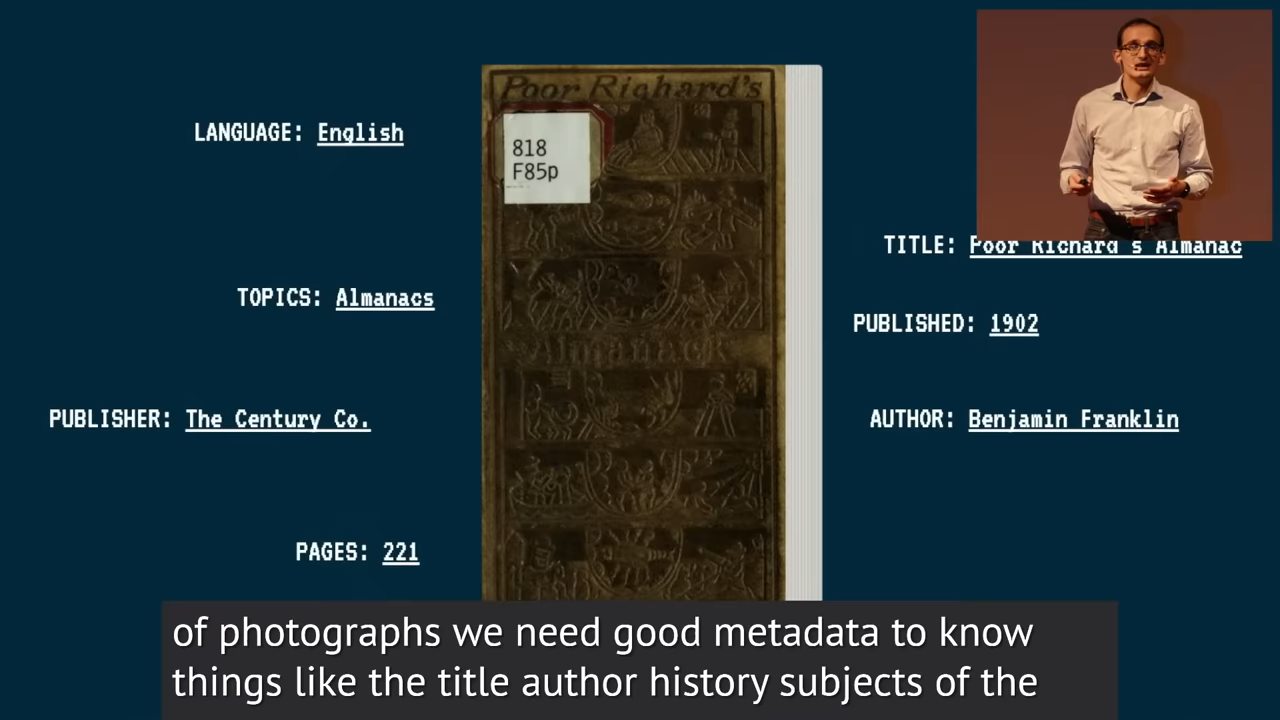 Poor Richard's
818
F85p
Almanack
LANGUAGE: English
TOPICS: Almanacs
PUBLISHER: The Century Co.
PAGES: 221
TITLE: Poor Richard's Almanac
PUBLISHED: 1902
AUTHOR: Benjamin Franklin
of photographs we need good metadata to know
things like the title author history subjects of the